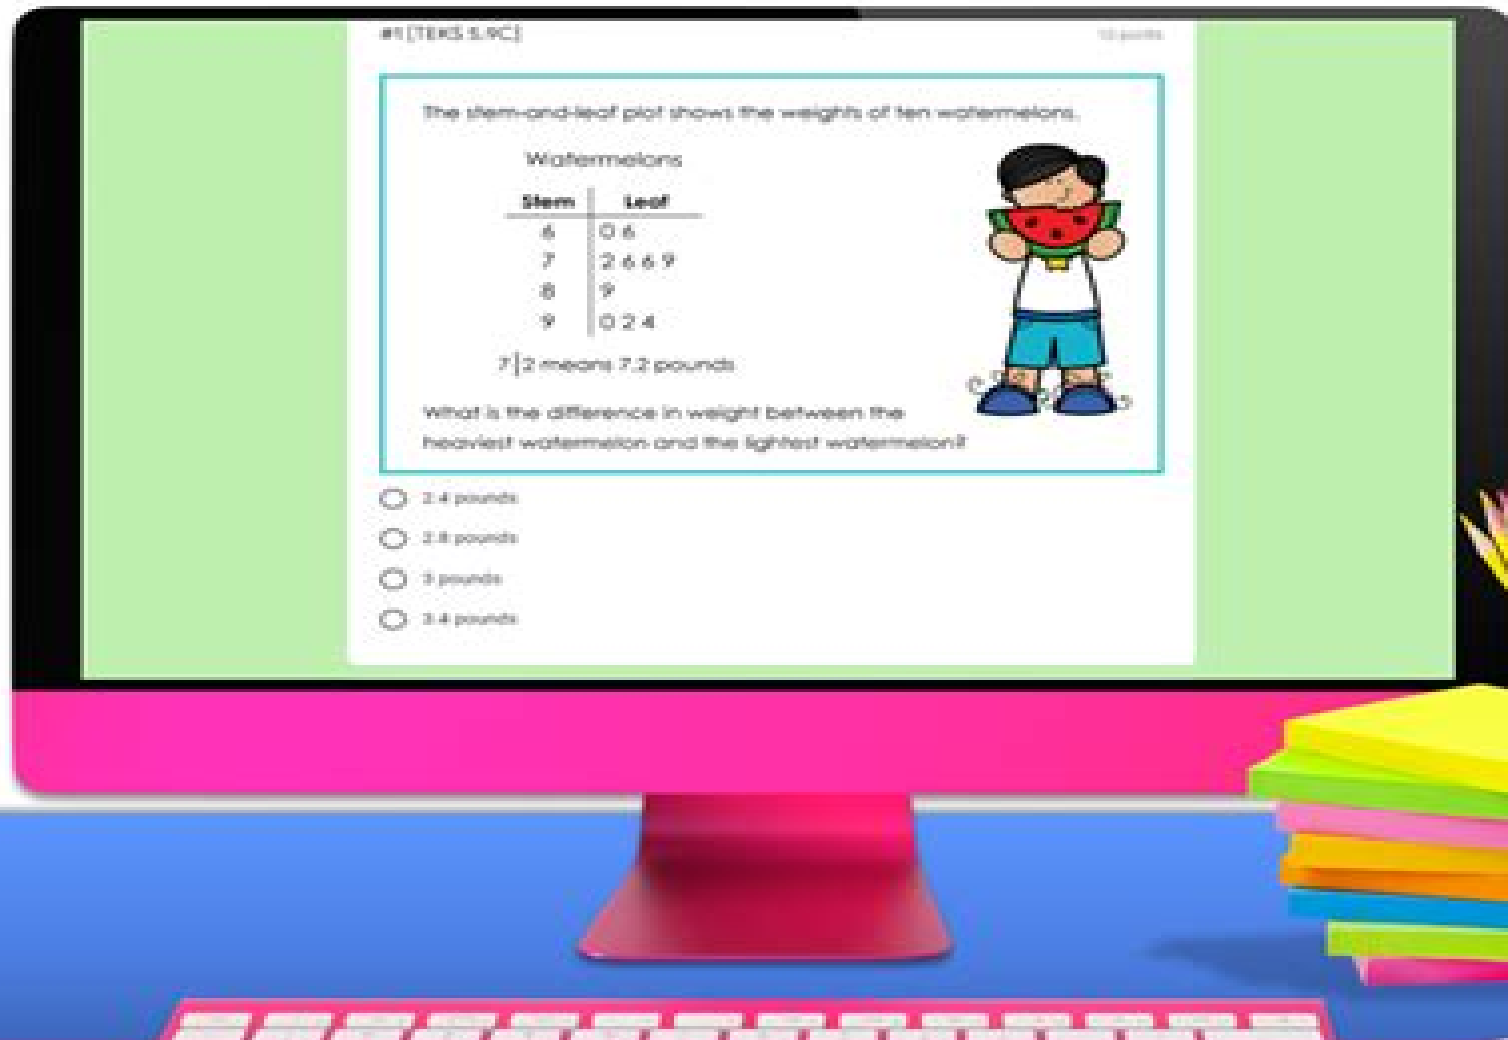 #1 [TEKS 5.9C]
10 points
The stem-and-leaf plot shows the weights of ten watermelons.
Watermelons
Stem Leaf
6 0 6
7 2 6 6 9
8 9
9 0 2 4
7|2 means 7.2 pounds
What is the difference in weight between the
heaviest watermelon and the lightest watermelon?
2.4 pounds
2.8 pounds
3 pounds
3.4 pounds